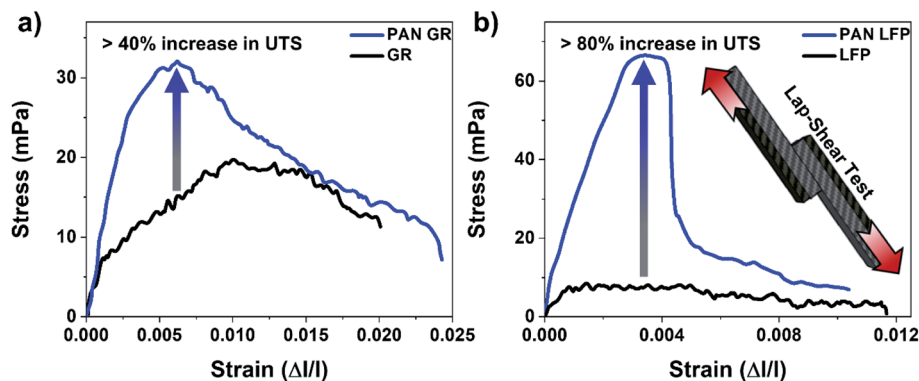 a)
> 40% increase in UTS
PAN GR
GR
Stress (mPa)
30
20
10
0
0.000
0.005
0.010
0.015
0.020
0.025
Strain (Δl/l)
b)
> 80% increase in UTS
PAN LFP
LFP
Lap-Shear Test
Stress (mPa)
60
40
20
0
0.000
0.004
0.008
0.012
Strain (Δl/l)